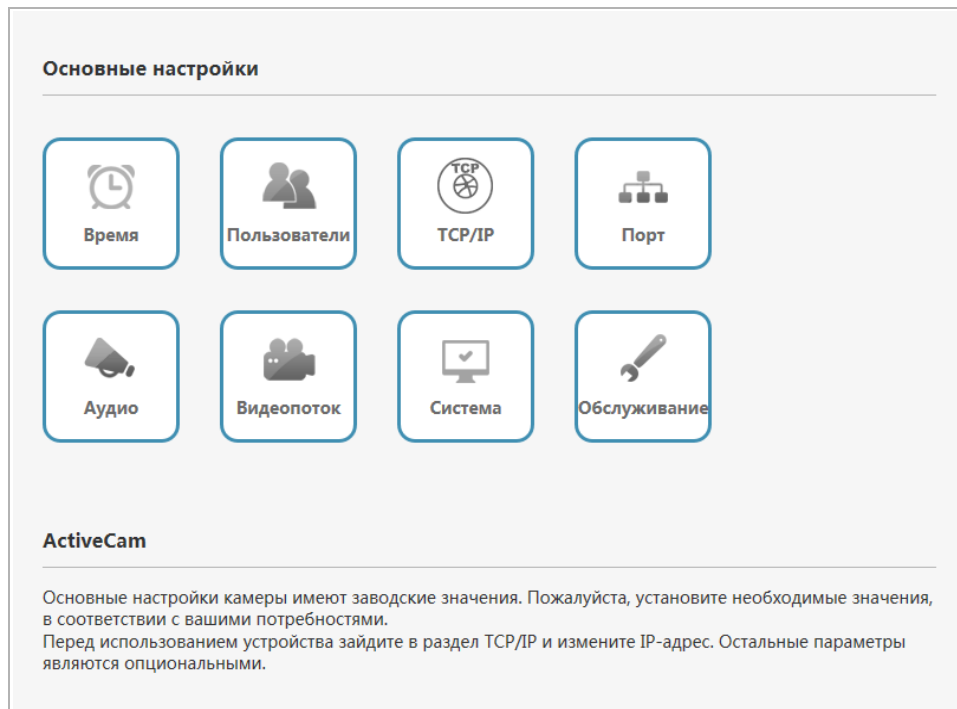 Основные настройки
Время
Пользователи
TCP
TCP/IP
Порт
Аудио
Видеопоток
Система
Обслуживание
ActiveCam
Основные настройки камеры имеют заводские значения. Пожалуйста, установите необходимые значения,
в соответствии с вашими потребностями.
Перед использованием устройства зайдите в раздел TCP/IP и измените IP-адрес. Остальные параметры
являются опциональными.